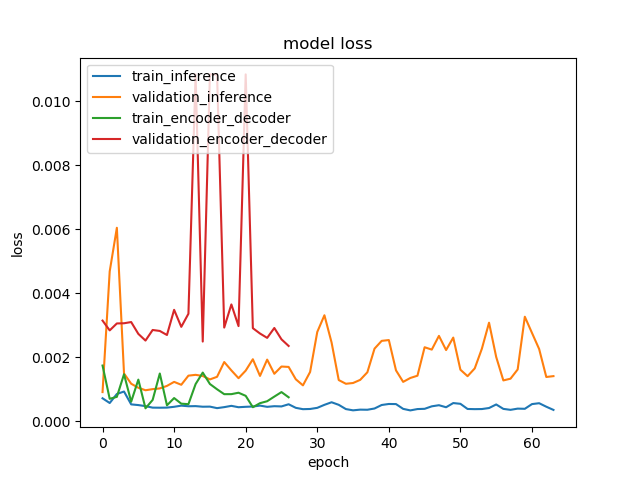 model loss
train_inference
validation_inference
train_encoder_decoder
validation_encoder_decoder
0.010
0.008
0.006
0.004
0.002
0.000
loss
0 10 20 30 40 50 60
epoch